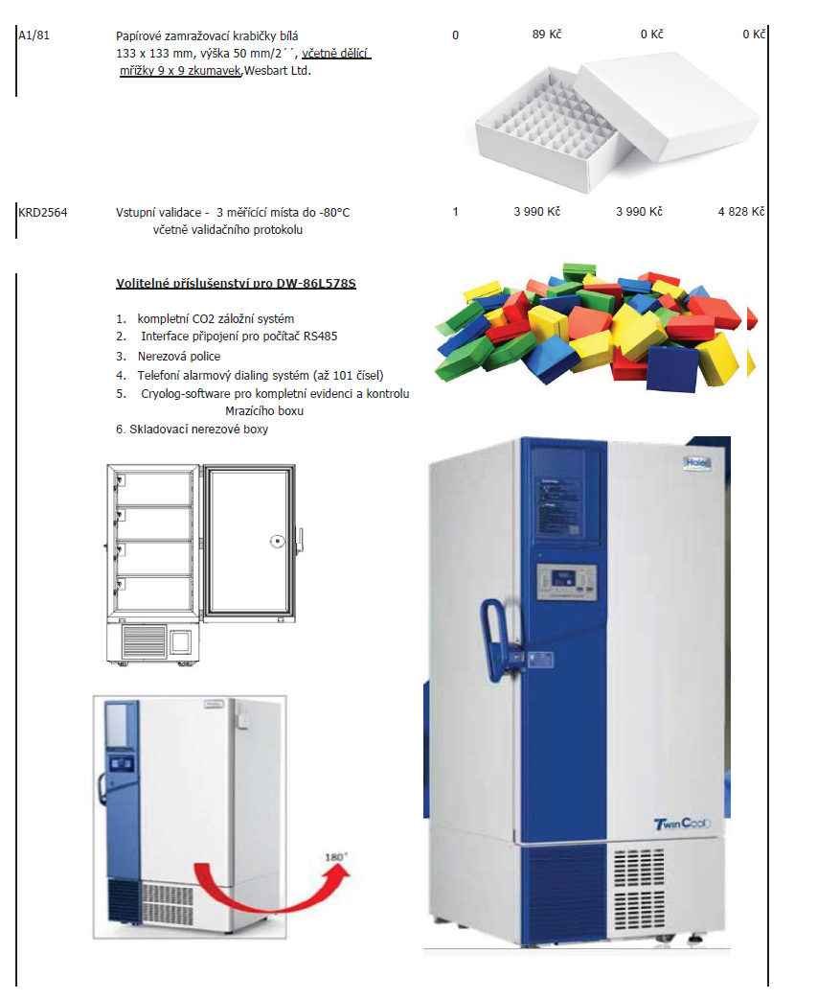 A1/81 Papírové zamražovací krabičky bílá 0 89 Kč 0 Kč 0 Kč
133 x 133 mm, výška 50 mm/2´´, včetně dělící
mřížky 9 x 9 zkumavek,Wesbart Ltd.
KRD2564 Vstupní validace - 3 měřícící místa do -80°C 1 3 990 Kč 3 990 Kč 4 828 Kč
včetně validačního protokolu
Volitelné příslušenství pro DW-86L578S
1. kompletní CO2 záložní systém
2. Interface připojení pro počítač RS485
3. Nerezová police
4. Telefoní alarmový dialing systém (až 101 čísel)
5. Cryolog-software pro kompletní evidenci a kontrolu
Mrazícího boxu
6. Skladovací nerezové boxy
Haier
180°
Twin Cool